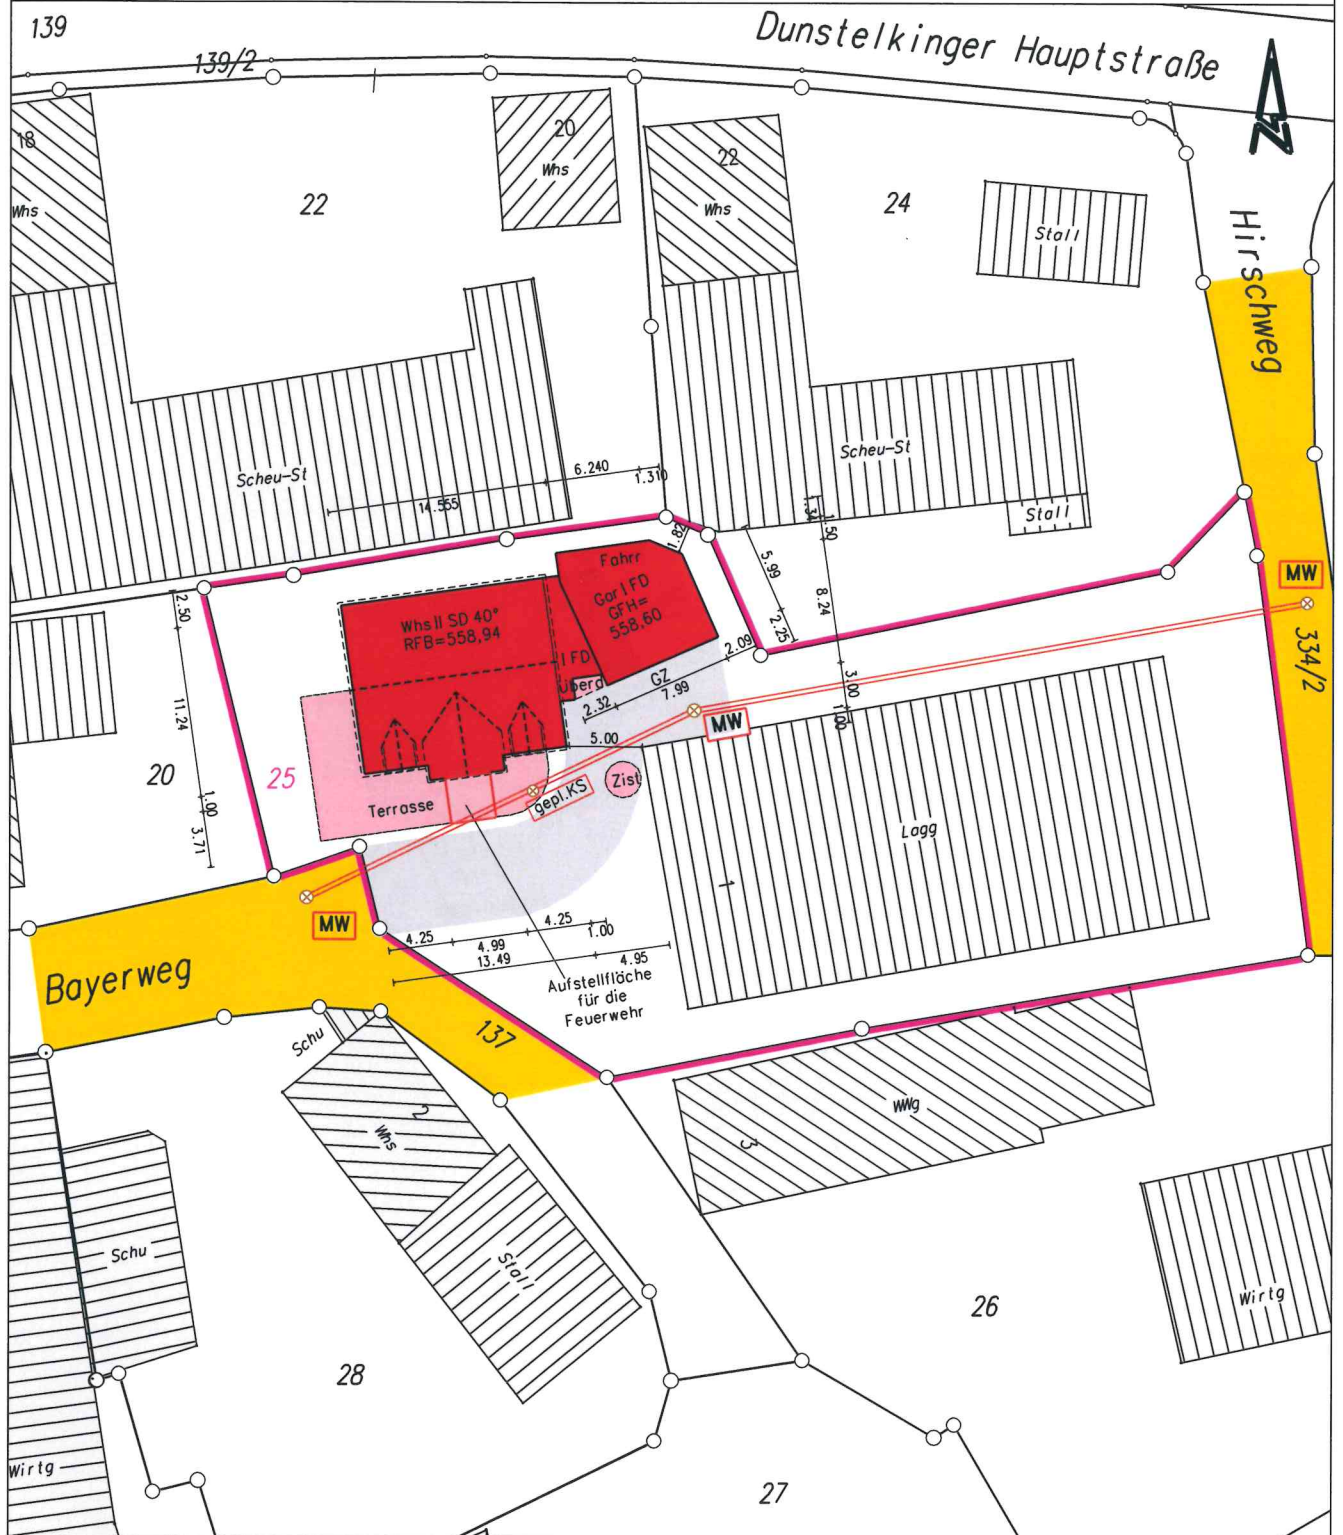 139
139/2
Dunstelkinger Hauptstraße
N
18
Whs
22
20
Whs
22
Whs
24
Stall
Hirschweg
Scheu-St
14.555
6.240
1.310
Scheu-St
Stall
1.34
1.50
1.82
5.99
2.25
8.24
3.00
1.00
MW
334/2
Fahrr
Gar I FD
GFH=
558,60
Whs II SD 40°
RFB=558,94
I FD
überd
2.50
11.24
1.00
3.71
2.09
GZ
7.99
2.32
5.00
MW
20
25
Terrasse
gepl.KS
Zist
Lagg
1
MW
Bayerweg
4.25
4.99
4.25
1.00
13.49
4.95
Aufstellfläche
für die
Feuerwehr
137
Schu
2
Whs
WWg
3
Stall
Schu
26
Wirtg
28
Wirtg
27